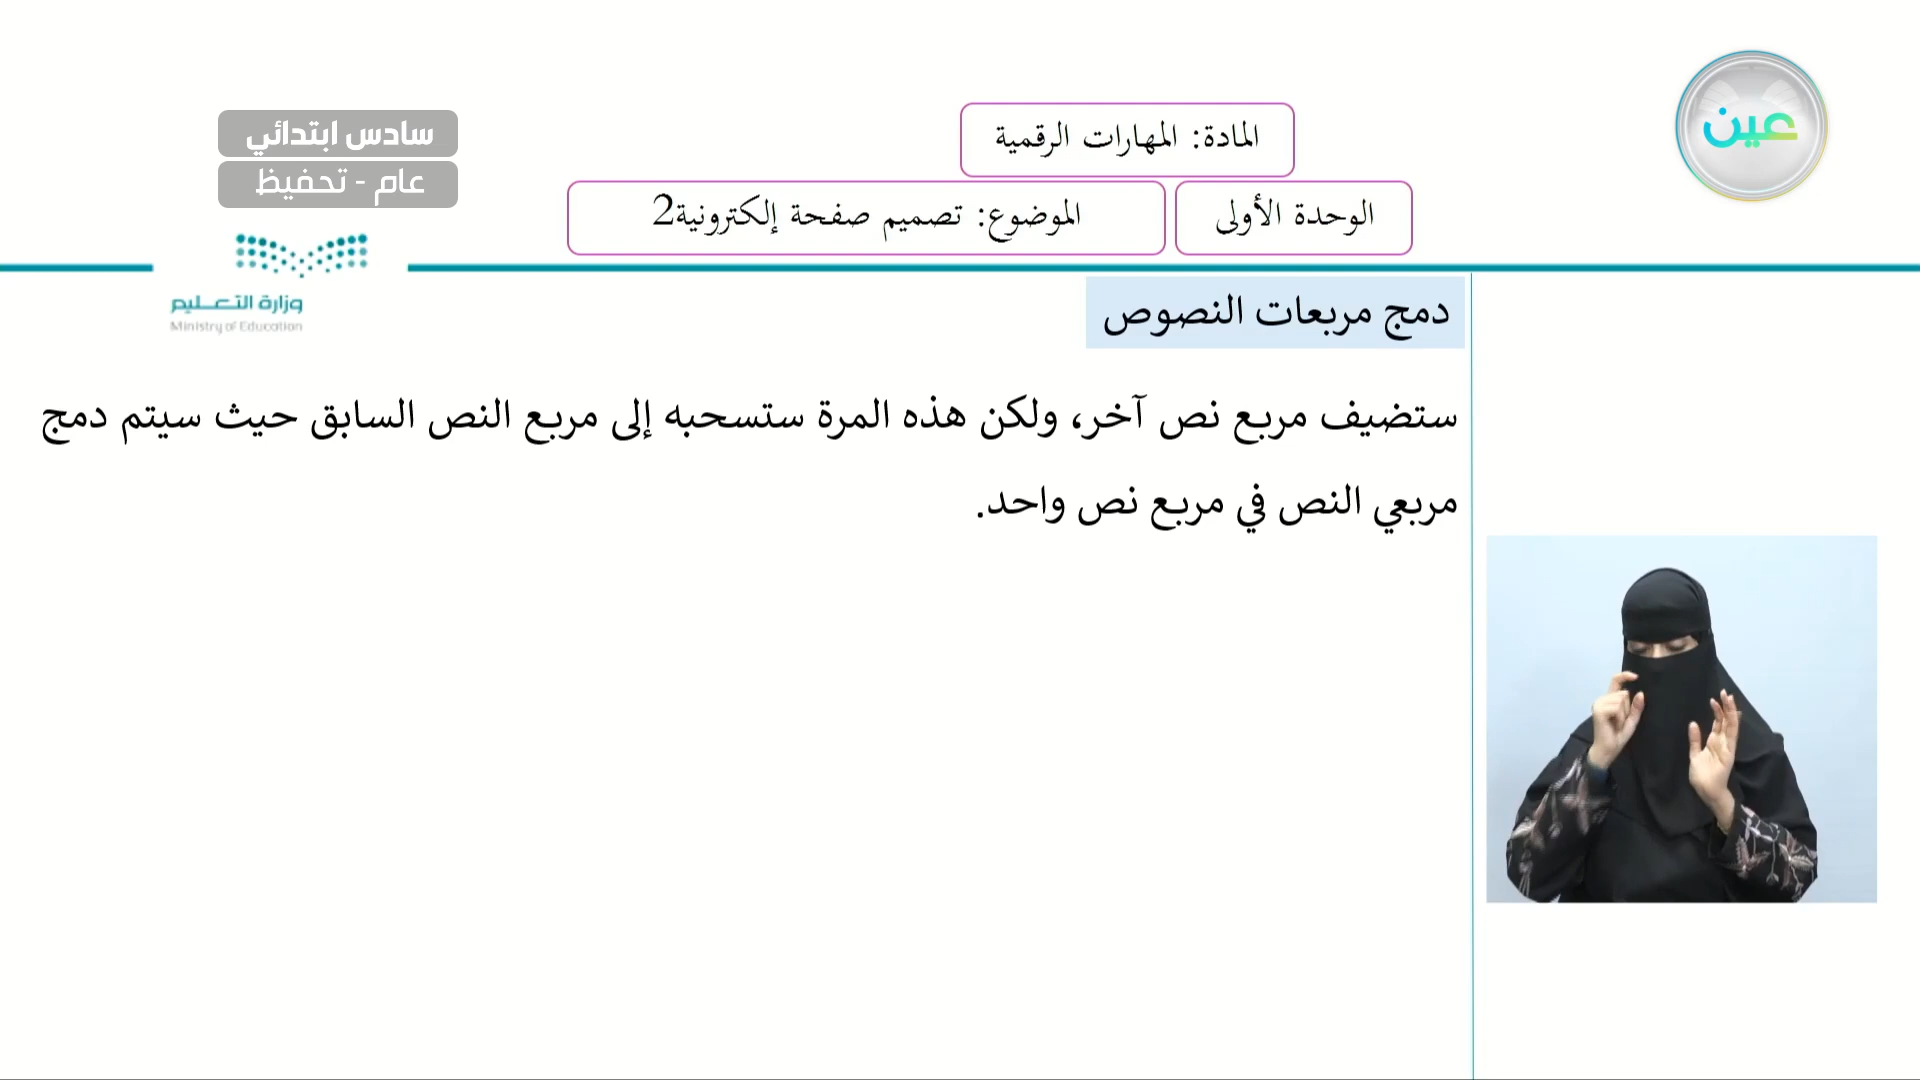 عين
المادة: المهارات الرقمية
سادس ابتدائي
عام - تحفيظ
الوحدة الأولى
الموضوع: تصميم صفحة إلكترونية2
وزارة التعليم
Ministry of Education
دمج مربعات النصوص
ستضيف مربع نص آخر، ولكن هذه المرة ستسحبه إلى مربع النص السابق حيث سيتم دمج
مربعي النص في مربع نص واحد.